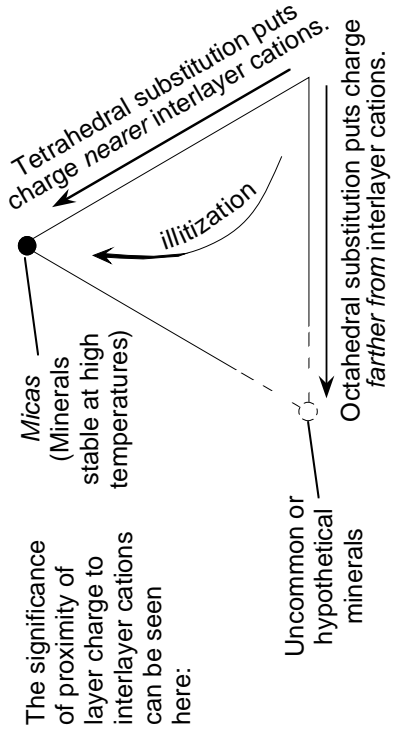 The significance
of proximity of
layer charge to
interlayer cations
can be seen
here:
Micas
(Minerals
stable at high
temperatures)
Tetrahedral substitution puts
charge nearer interlayer cations.
illitization
Uncommon or
hypothetical
minerals
Octahedral substitution puts charge
farther from interlayer cations.